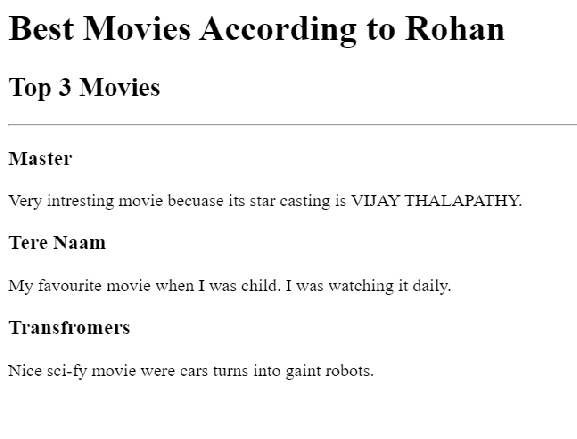 Best Movies According to Rohan
Top 3 Movies
Master
Very intresting movie becuase its star casting is VIJAY THALAPATHY.
Tere Naam
My favourite movie when I was child. I was watching it daily.
Transfromers
Nice sci-fy movie were cars turns into gaint robots.